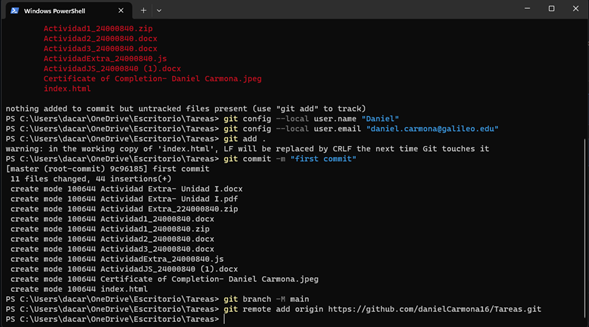 Windows PowerShell
Actividad1_24000840.zip
Actividad2_24000840.docx
Actividad3_24000840.docx
ActividadExtra_24000840.js
ActividadJS_24000840 (1).docx
Certificate of Completion- Daniel Carmona.jpeg
index.html
nothing added to commit but untracked files present (use "git add" to track)
PS C:\Users\dacar\OneDrive\Escritorio\Tareas> git config --local user.name "Daniel"
PS C:\Users\dacar\OneDrive\Escritorio\Tareas> git config --local user.email "daniel.carmona@galileo.edu"
PS C:\Users\dacar\OneDrive\Escritorio\Tareas> git add .
warning: in the working copy of 'index.html', LF will be replaced by CRLF the next time Git touches it
PS C:\Users\dacar\OneDrive\Escritorio\Tareas> git commit -m "first commit"
[master (root-commit) 9c96185] first commit
 11 files changed, 44 insertions(+)
 create mode 100644 Actividad Extra- Unidad I.docx
 create mode 100644 Actividad Extra- Unidad I.pdf
 create mode 100644 Actividad Extra_224000840.zip
 create mode 100644 Actividad1_24000840.docx
 create mode 100644 Actividad1_24000840.zip
 create mode 100644 Actividad2_24000840.docx
 create mode 100644 Actividad3_24000840.docx
 create mode 100644 ActividadExtra_24000840.js
 create mode 100644 ActividadJS_24000840 (1).docx
 create mode 100644 Certificate of Completion- Daniel Carmona.jpeg
 create mode 100644 index.html
PS C:\Users\dacar\OneDrive\Escritorio\Tareas> git branch -M main
PS C:\Users\dacar\OneDrive\Escritorio\Tareas> git remote add origin https://github.com/danielCarmona16/Tareas.git
PS C:\Users\dacar\OneDrive\Escritorio\Tareas>